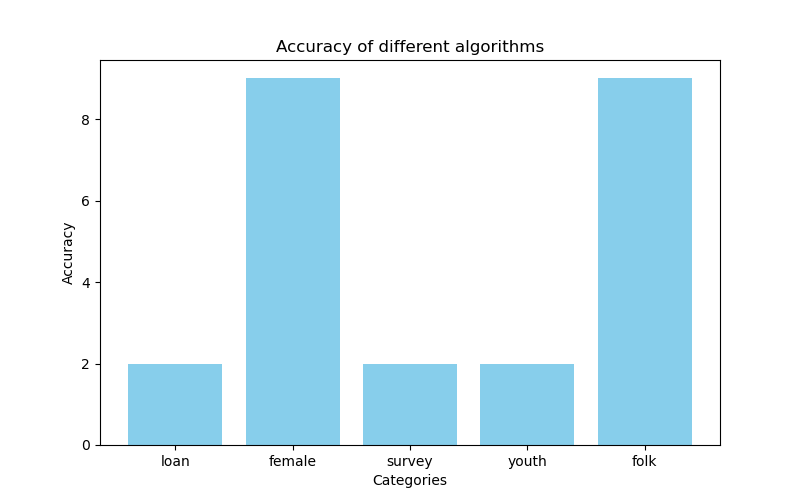 Accuracy of different algorithms
Accuracy
8
6
4
2
0
loan female survey youth folk
Categories